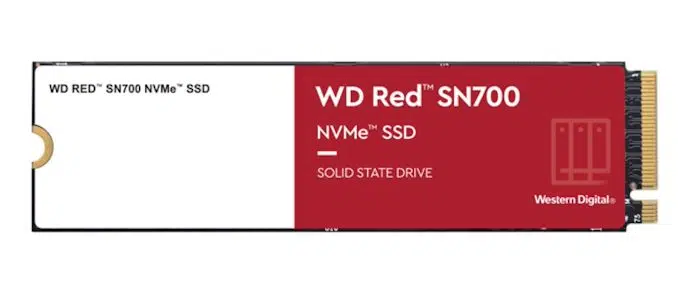 WD RED™ SN700 NVMe™ SSD
WD Red™ SN700
NVMe™ SSD
SOLID STATE DRIVE
Western Digital®